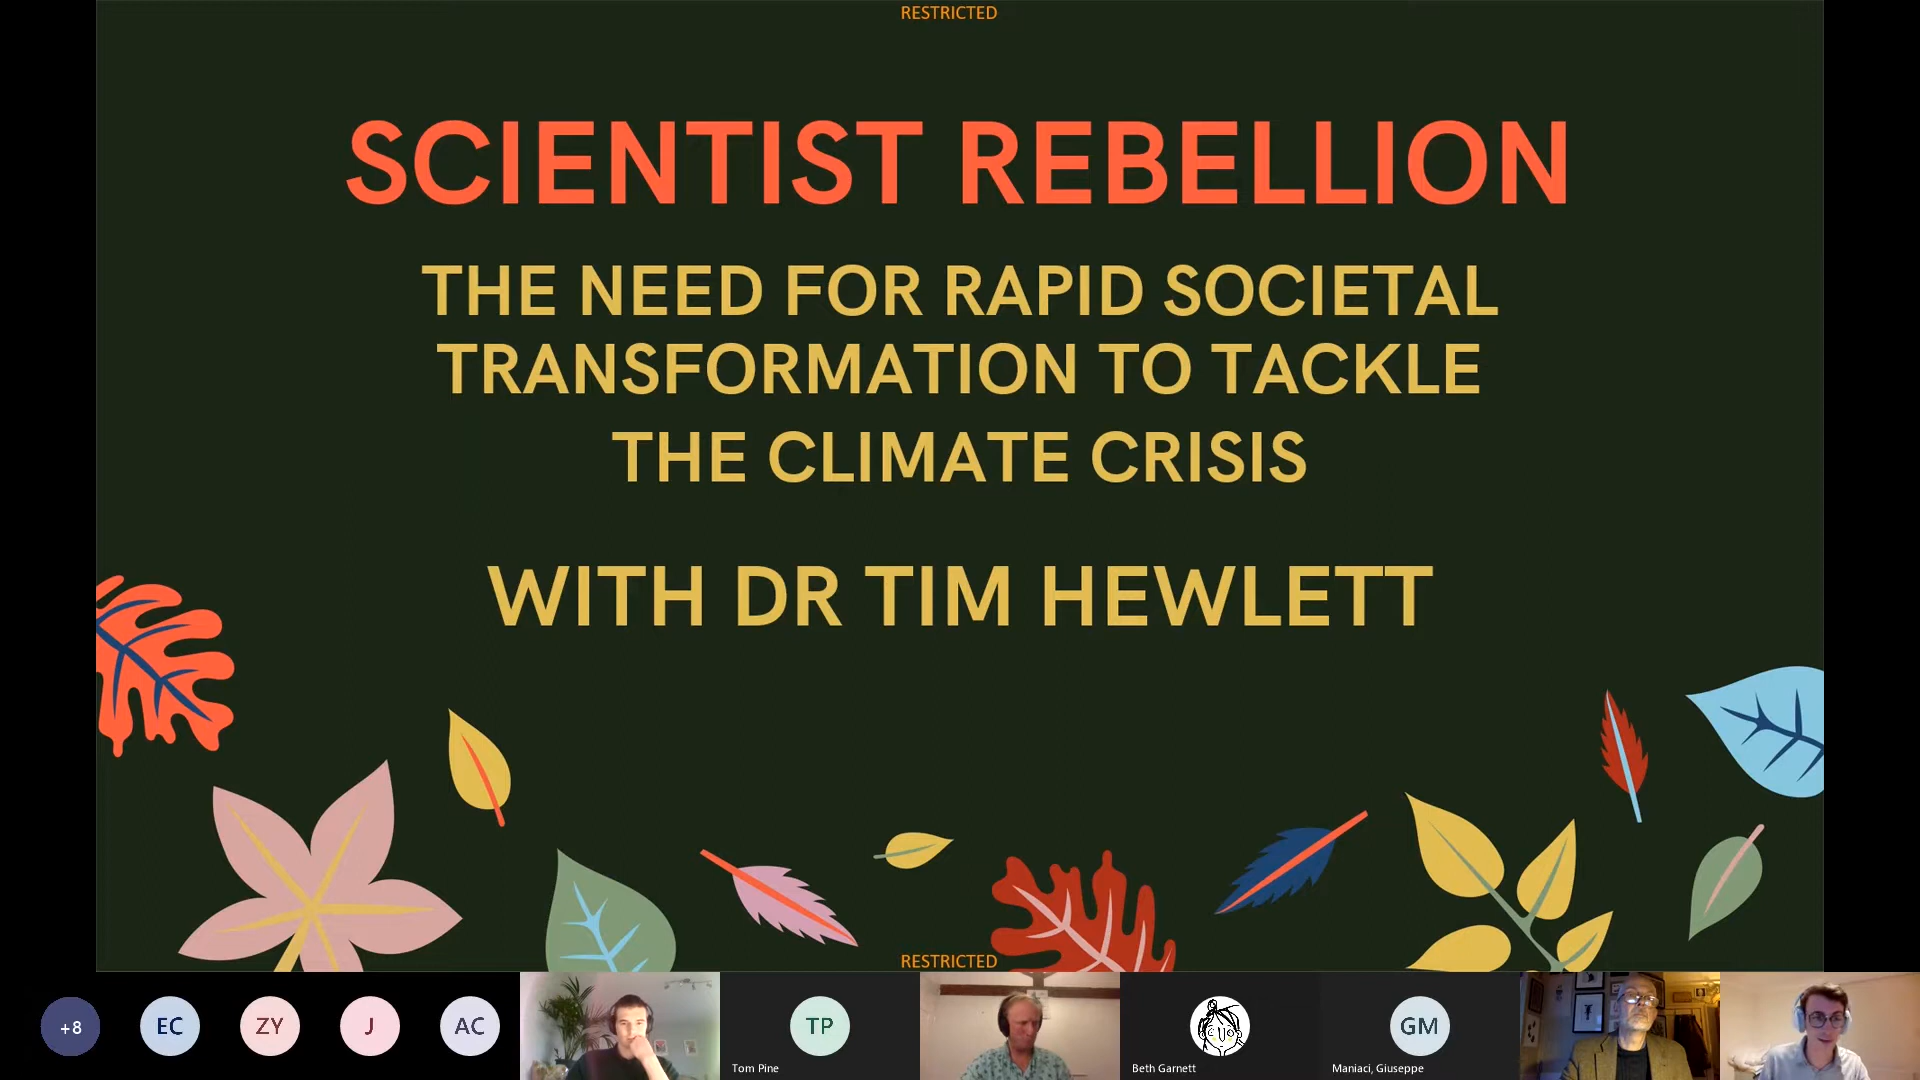 RESTRICTED
SCIENTIST REBELLION
THE NEED FOR RAPID SOCIETAL
TRANSFORMATION TO TACKLE
THE CLIMATE CRISIS
WITH DR TIM HEWLETT
RESTRICTED
+8
EC
ZY
J
AC
TP
Tom Pine
Beth Garnett
GM
Maniaci, Giuseppe